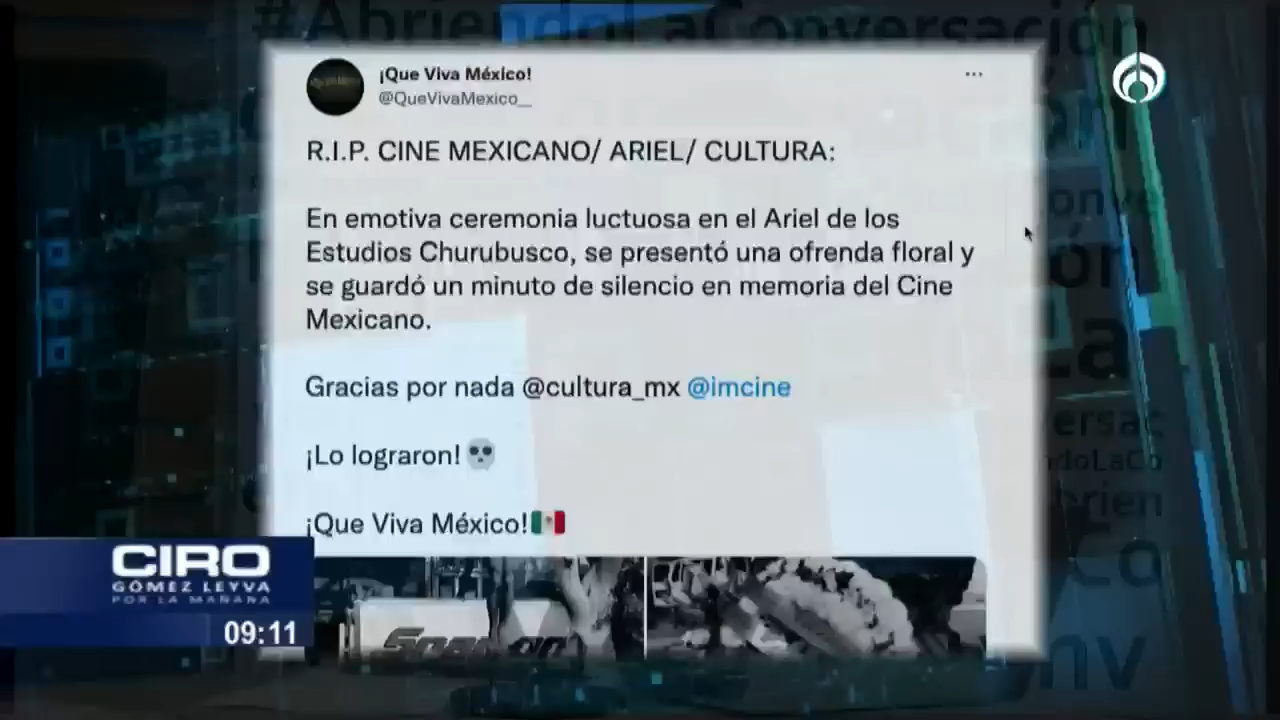 #AbriendoLaConversación
¡Que Viva México!
@QueVivaMexico__
R.I.P. CINE MEXICANO/ ARIEL/ CULTURA:
En emotiva ceremonia luctuosa en el Ariel de los
Estudios Churubusco, se presentó una ofrenda floral y
se guardó un minuto de silencio en memoria del Cine
Mexicano.
Gracias por nada @cultura_mx @imcine
¡Lo lograron!
¡Que Viva México!
CIRO
GÓMEZ LEYVA
POR LA MAÑANA
09:11